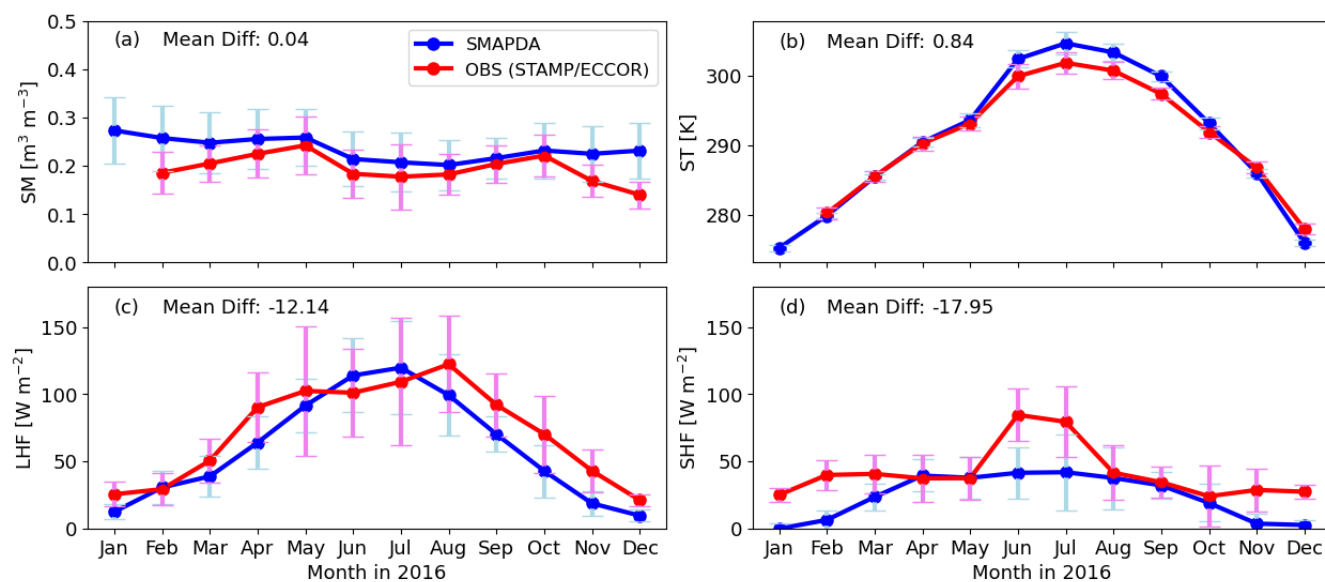 (a) Mean Diff: 0.04
SMAPDA
OBS (STAMP/ECCOR)
SM [m³ m⁻³]
0.5
0.4
0.3
0.2
0.1
0.0
(b) Mean Diff: 0.84
ST [K]
300
290
280
(c) Mean Diff: -12.14
LHF [W m⁻²]
150
100
50
0
Jan Feb Mar Apr May Jun Jul Aug Sep Oct Nov Dec
Month in 2016
(d) Mean Diff: -17.95
SHF [W m⁻²]
150
100
50
0
Jan Feb Mar Apr May Jun Jul Aug Sep Oct Nov Dec
Month in 2016